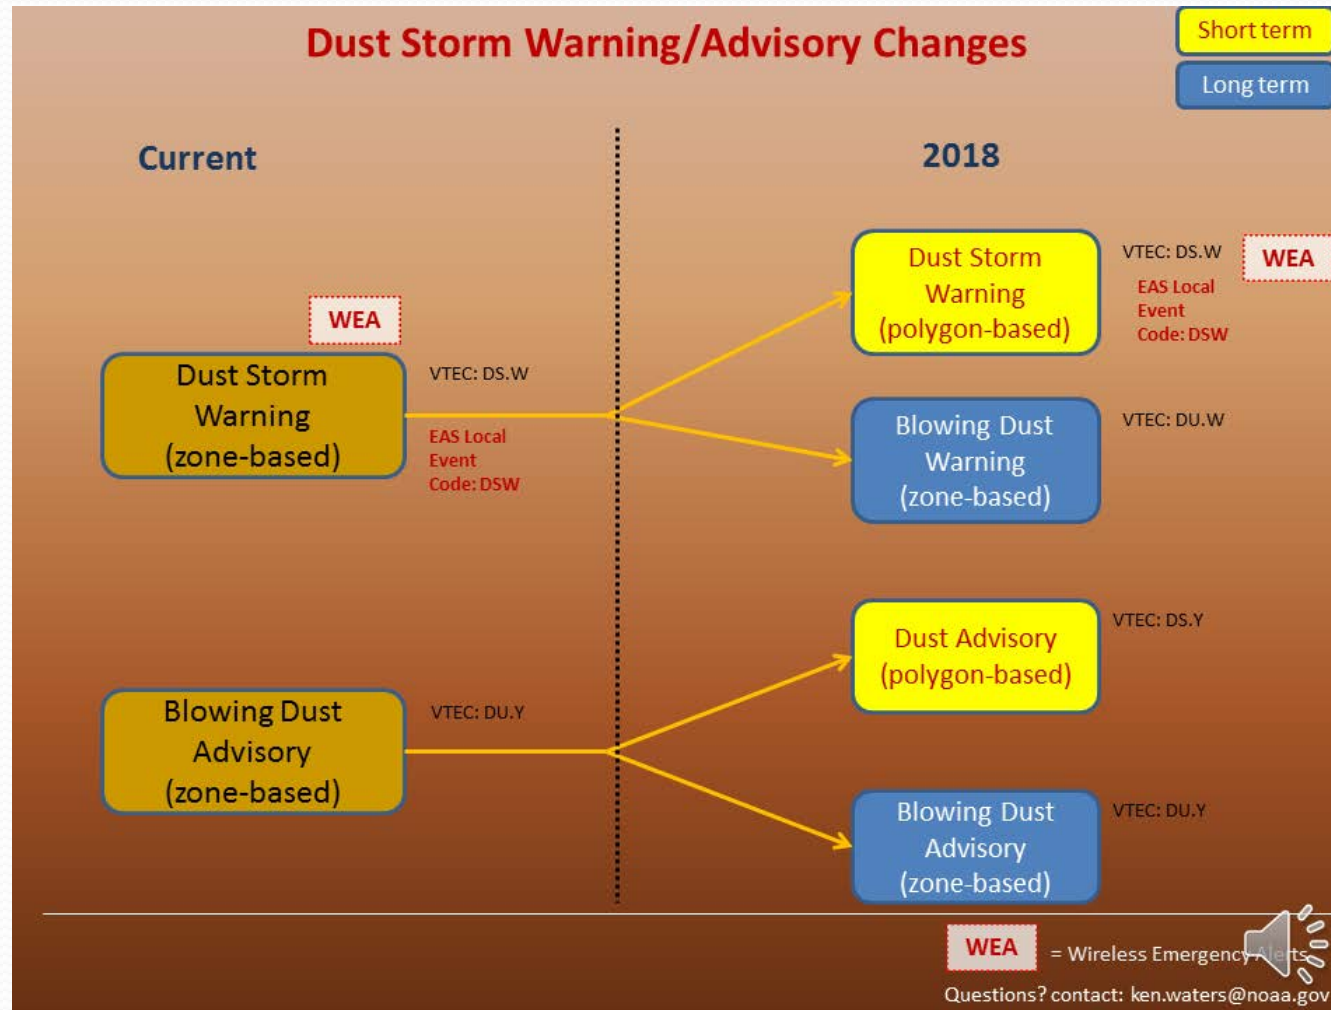 Dust Storm Warning/Advisory Changes
Short term
Long term
Current
2018
WEA
Dust Storm
Warning
(zone-based)
VTEC: DS.W
EAS Local
Event
Code: DSW
Dust Storm
Warning
(polygon-based)
VTEC: DS.W
EAS Local
Event
Code: DSW
WEA
Blowing Dust
Warning
(zone-based)
VTEC: DU.W
Blowing Dust
Advisory
(zone-based)
VTEC: DU.Y
Dust Advisory
(polygon-based)
VTEC: DS.Y
Blowing Dust
Advisory
(zone-based)
VTEC: DU.Y
WEA
= Wireless Emergency Alerts
Questions? contact: ken.waters@noaa.gov